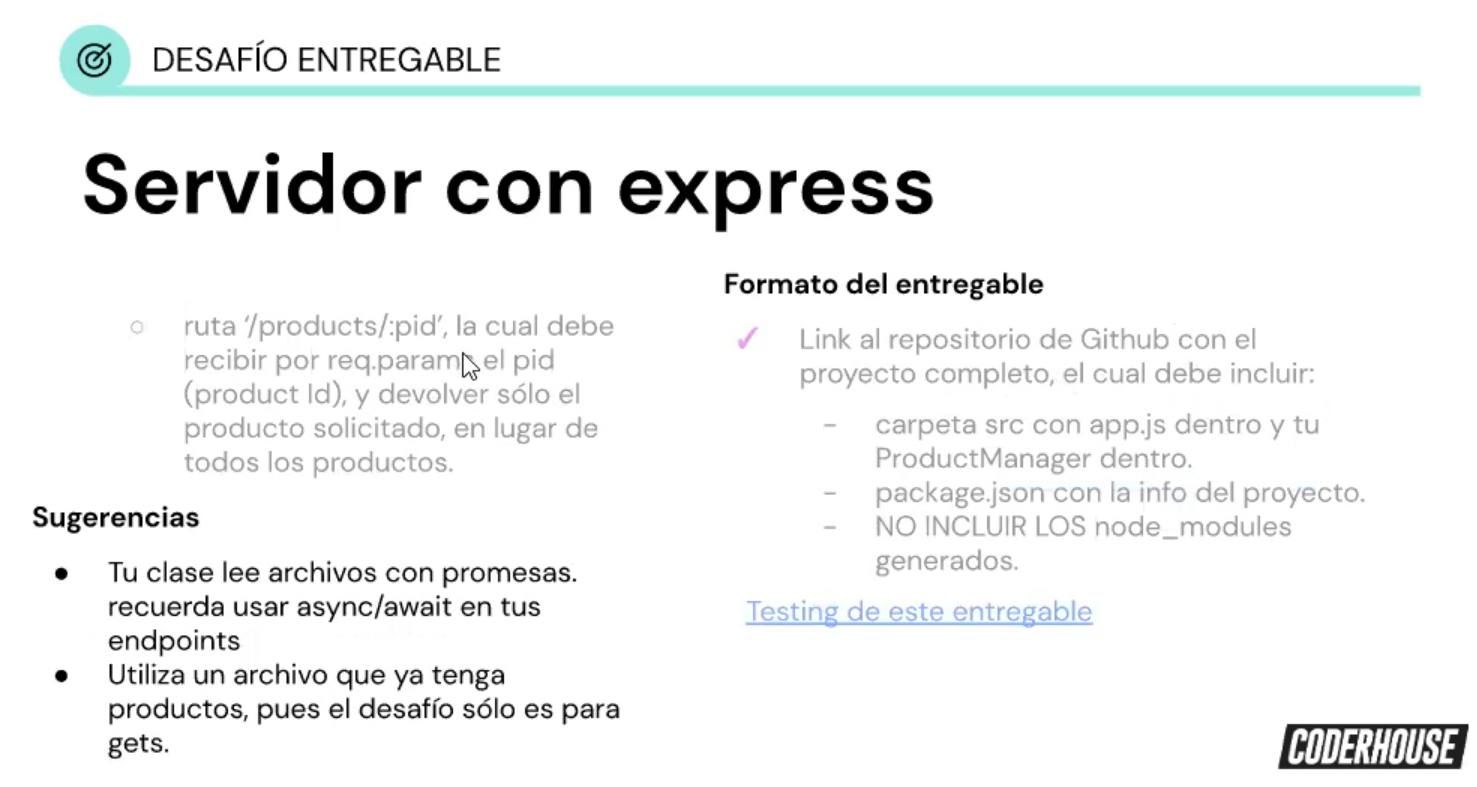 DESAFÍO ENTREGABLE
Servidor con express
○ ruta ‘/products/:pid’, la cual debe
recibir por req.params el pid
(product Id), y devolver sólo el
producto solicitado, en lugar de
todos los productos.
Sugerencias
● Tu clase lee archivos con promesas.
recuerda usar async/await en tus
endpoints
● Utiliza un archivo que ya tenga
productos, pues el desafío sólo es para
gets.
Formato del entregable
✓ Link al repositorio de Github con el
proyecto completo, el cual debe incluir:
- carpeta src con app.js dentro y tu
ProductManager dentro.
- package.json con la info del proyecto.
- NO INCLUIR LOS node_modules
generados.
Testing de este entregable
CODERHOUSE